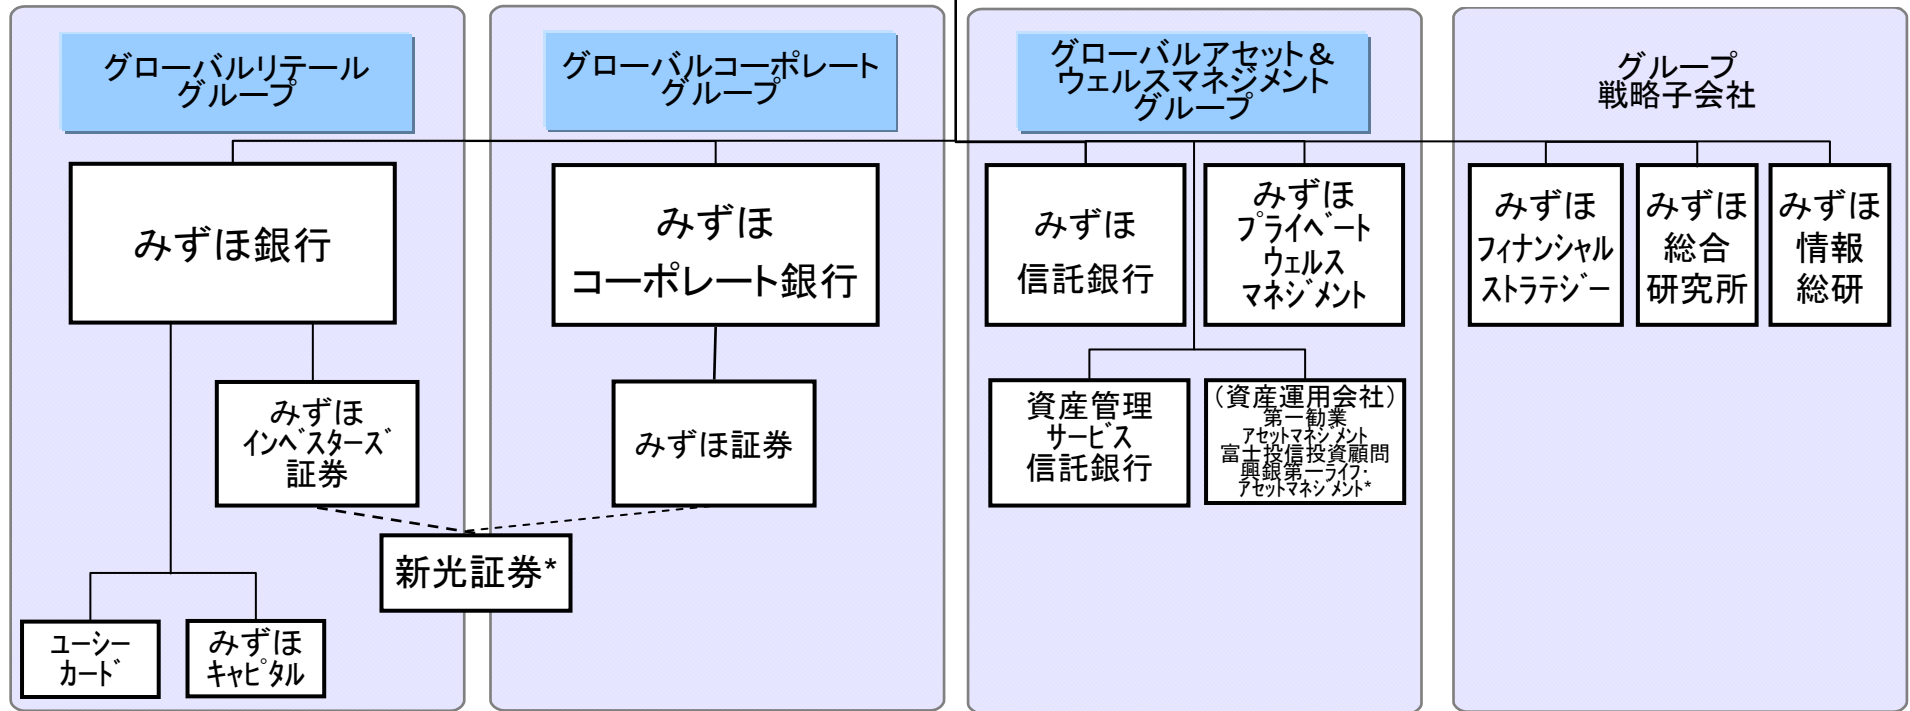 グローバルリテール
グループ
グローバルコーポレート
グループ
グローバルアセット&
ウェルスマネジメント
グループ
グループ
戦略子会社
みずほ銀行
みずほ
コーポレート銀行
みずほ
信託銀行
みずほ
プライベート
ウェルス
マネジメント
みずほ
フィナンシャル
ストラテジー
みずほ
総合
研究所
みずほ
情報
総研
みずほ
インベスターズ
証券
みずほ証券
資産管理
サービス
信託銀行
(資産運用会社)
第一勧業
アセットマネジメント
富士投信投資顧問
興銀第一ライフ・
アセットマネジメント*
新光証券*
ユーシー
カード
みずほ
キャピタル